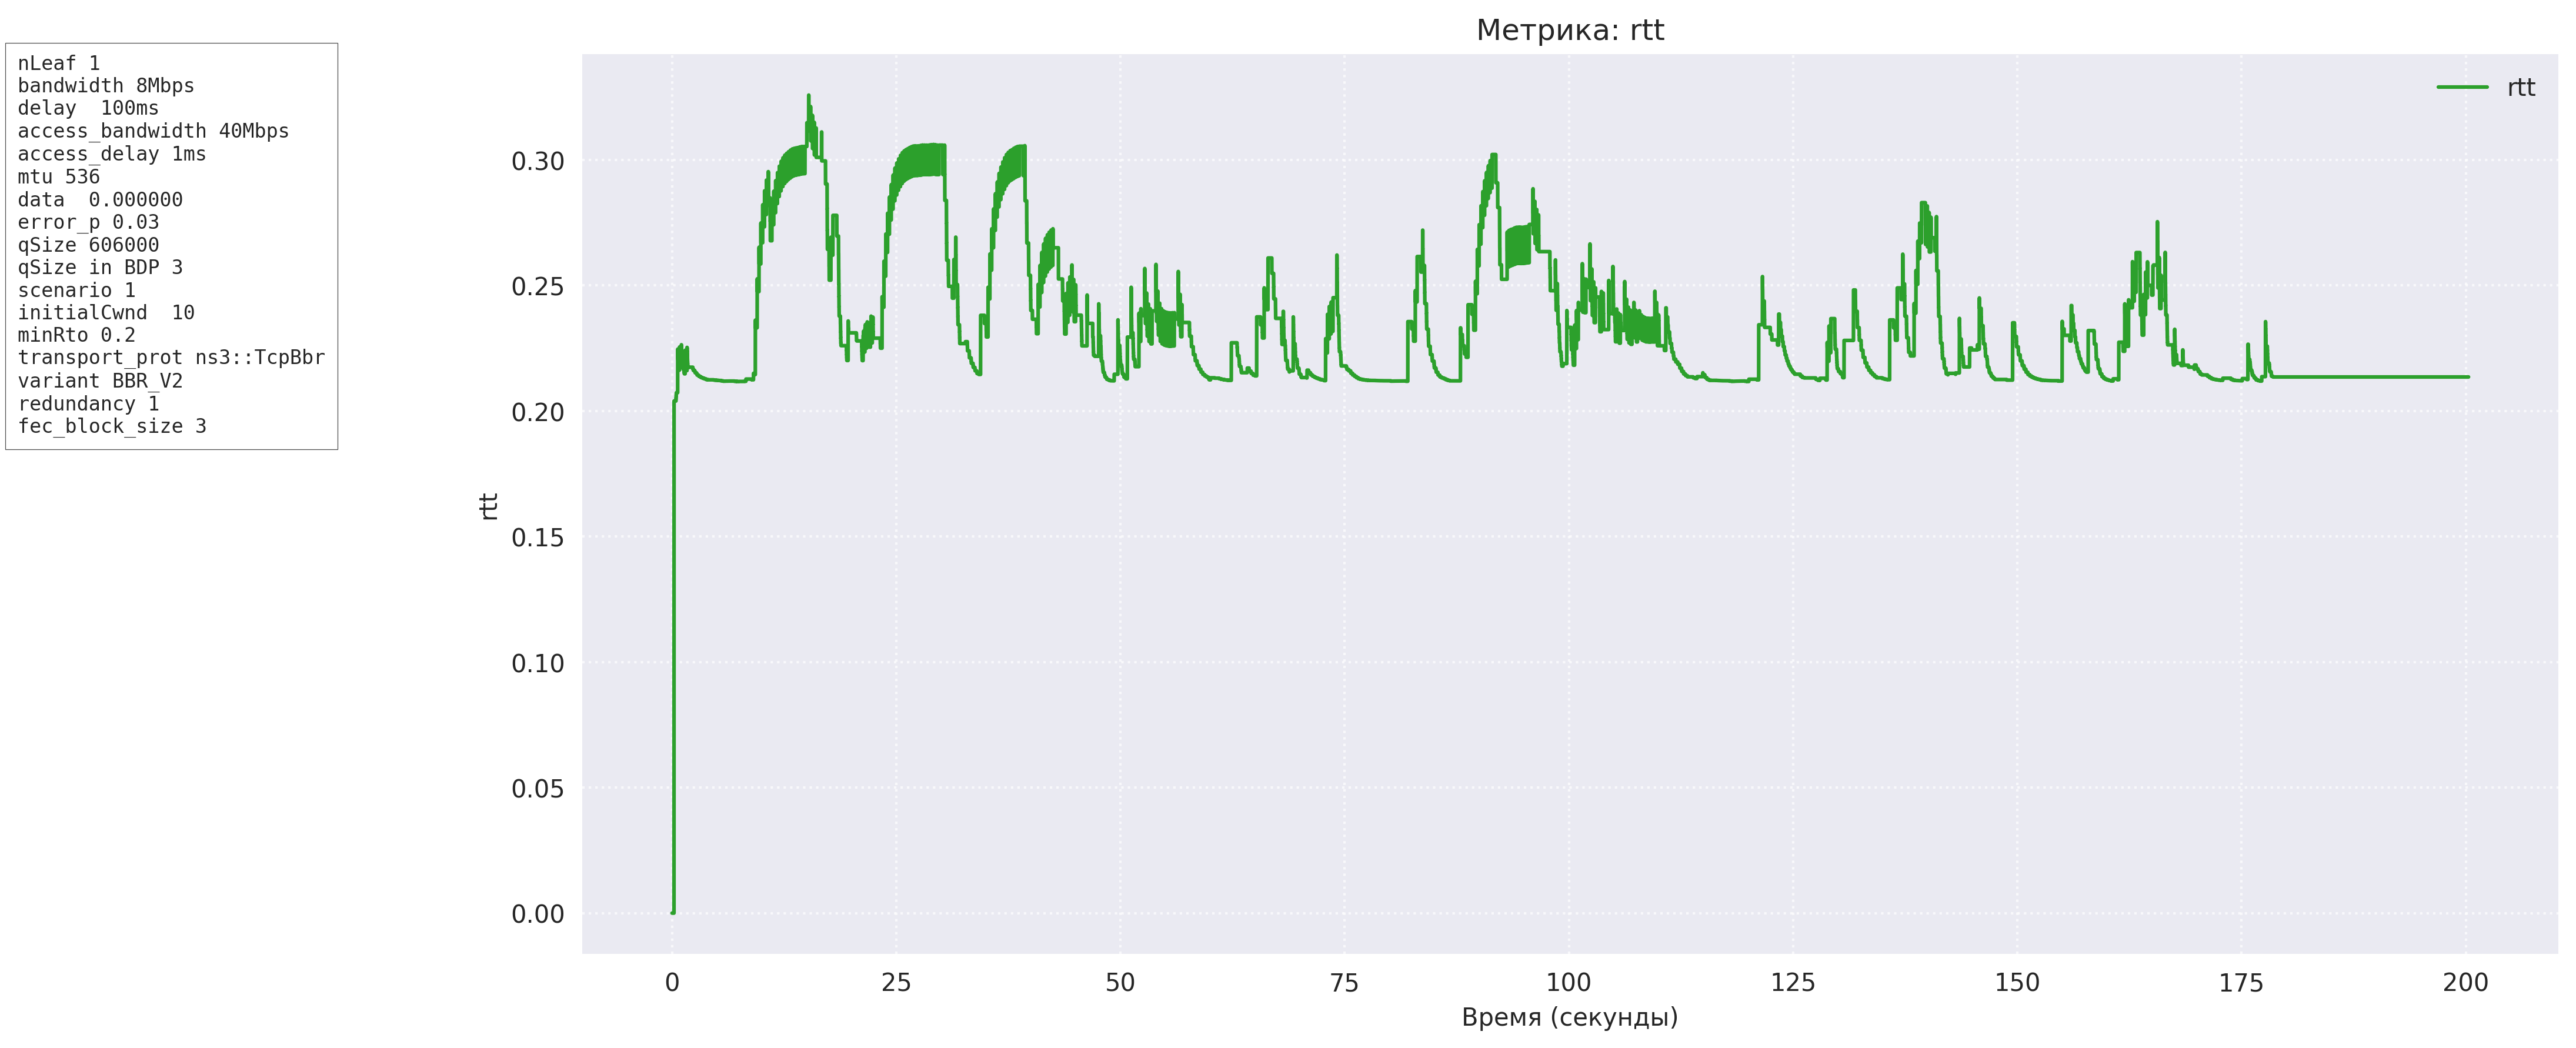 nLeaf 1
bandwidth 8Mbps
delay  100ms
access_bandwidth 40Mbps
access_delay 1ms
mtu 536
data  0.000000
error_p 0.03
qSize 606000
qSize in BDP 3
scenario 1
initialCwnd  10
minRto 0.2
transport_prot ns3::TcpBbr
variant BBR_V2
redundancy 1
fec_block_size 3
Метрика: rtt
rtt
rtt
0.30
0.25
0.20
0.15
0.10
0.05
0.00
0 25 50 75 100 125 150 175 200
Время (секунды)